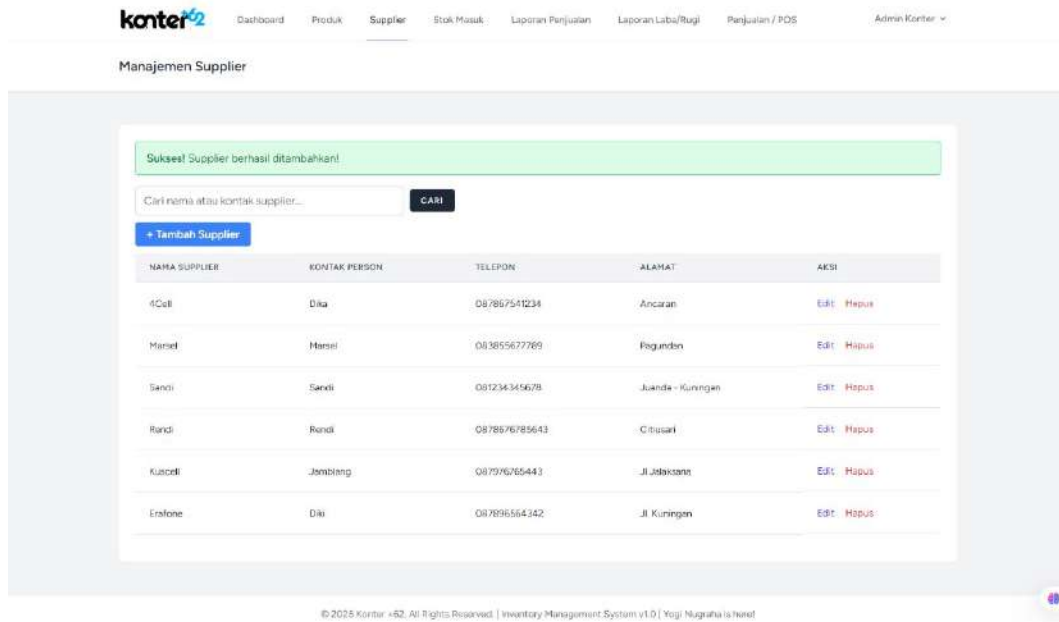 konter+62 Dashboard Produk Supplier Stok Masuk Laporan Penjualan Laporan Laba/Rugi Penjualan / POS Admin Konter
Manajemen Supplier
Sukses! Supplier berhasil ditambahkan!
Cari nama atau kontak supplier...
CARI
+ Tambah Supplier
NAMA SUPPLIER KONTAK PERSON TELEPON ALAMAT AKSI
4Cell Dika 087867541234 Ancaran Edit Hapus
Marsel Marsel 083855677789 Pagundan Edit Hapus
Sandi Sandi 081234345678 Juanda - Kuningan Edit Hapus
Rendi Rendi 0878676785643 Citiusari Edit Hapus
Kuscell Jamblang 087976765443 Jl Jalaksana Edit Hapus
Erafone Diki 087896564342 Jl. Kuningan Edit Hapus
© 2025 Konter +62. All Rights Reserved. | Inventory Management System v1.0 | Yogi Nugraha is here!